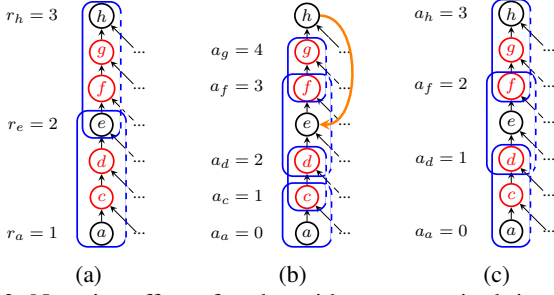 r_h = 3 h
g ...
f ...
r_e = 2 e ...
d ...
c ...
r_a = 1 a ...
(a)
h
a_g = 4 g ...
a_f = 3 f ...
e ...
a_d = 2 d ...
a_c = 1 c ...
a_a = 0 a ...
(b)
a_h = 3 h
g ...
a_f = 2 f ...
e ...
a_d = 1 d ...
c ...
a_a = 0 a ...
(c)